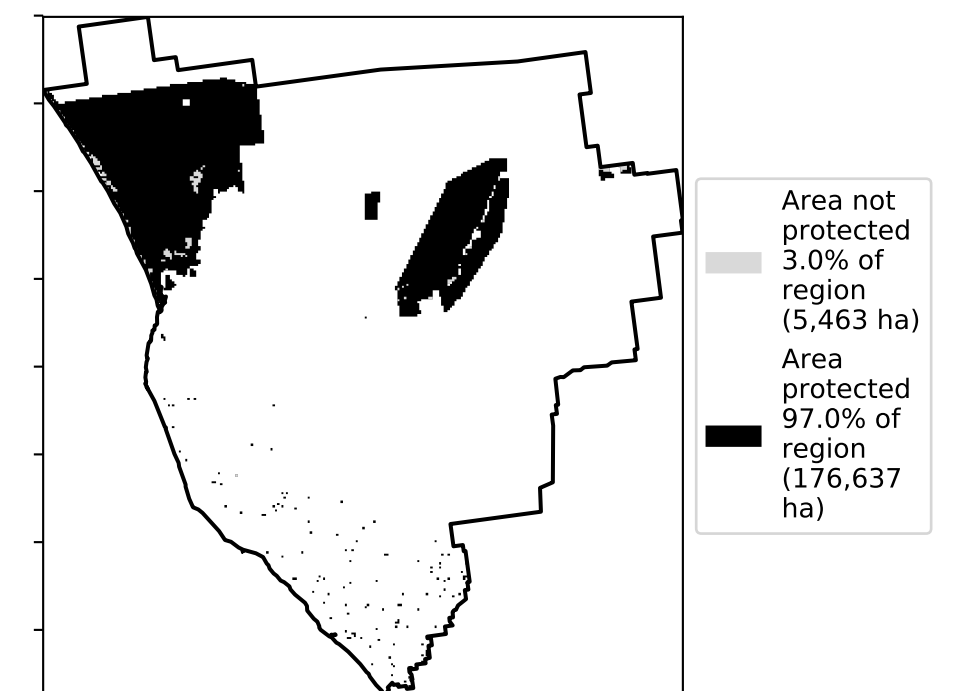 Area not
protected
3.0% of
region
(5,463 ha)
Area
protected
97.0% of
region
(176,637
ha)